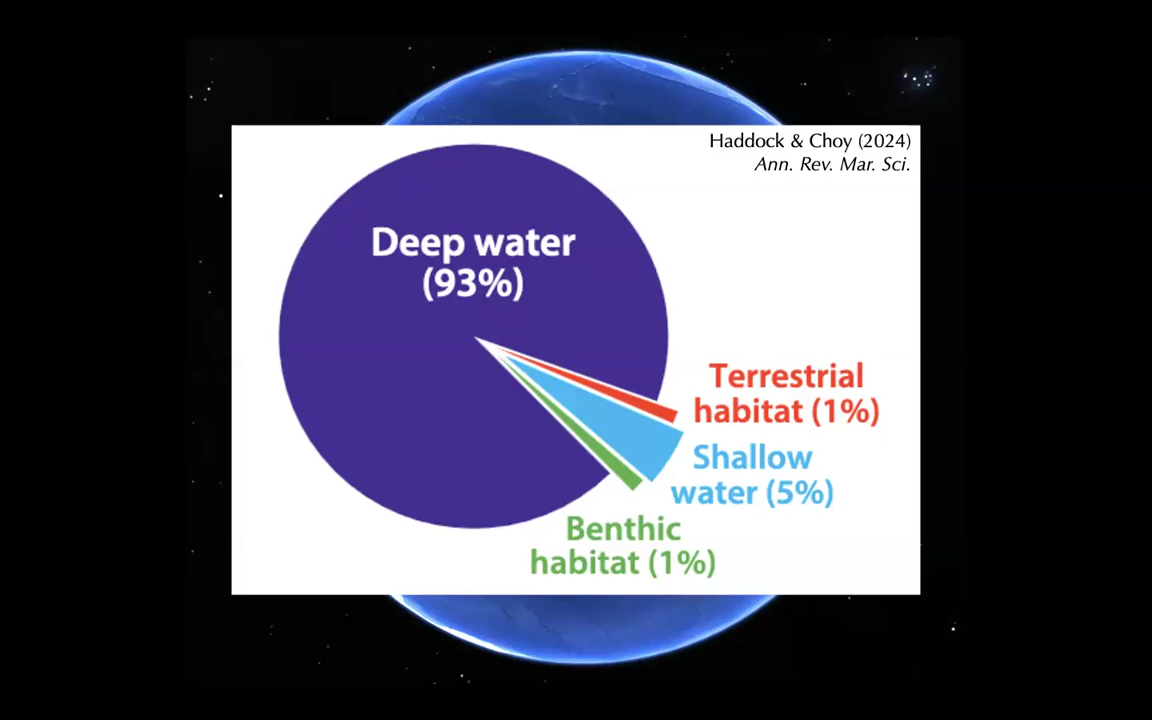 Haddock & Choy (2024)
Ann. Rev. Mar. Sci.
Deep water
(93%)
Terrestrial
habitat (1%)
Shallow
water (5%)
Benthic
habitat (1%)